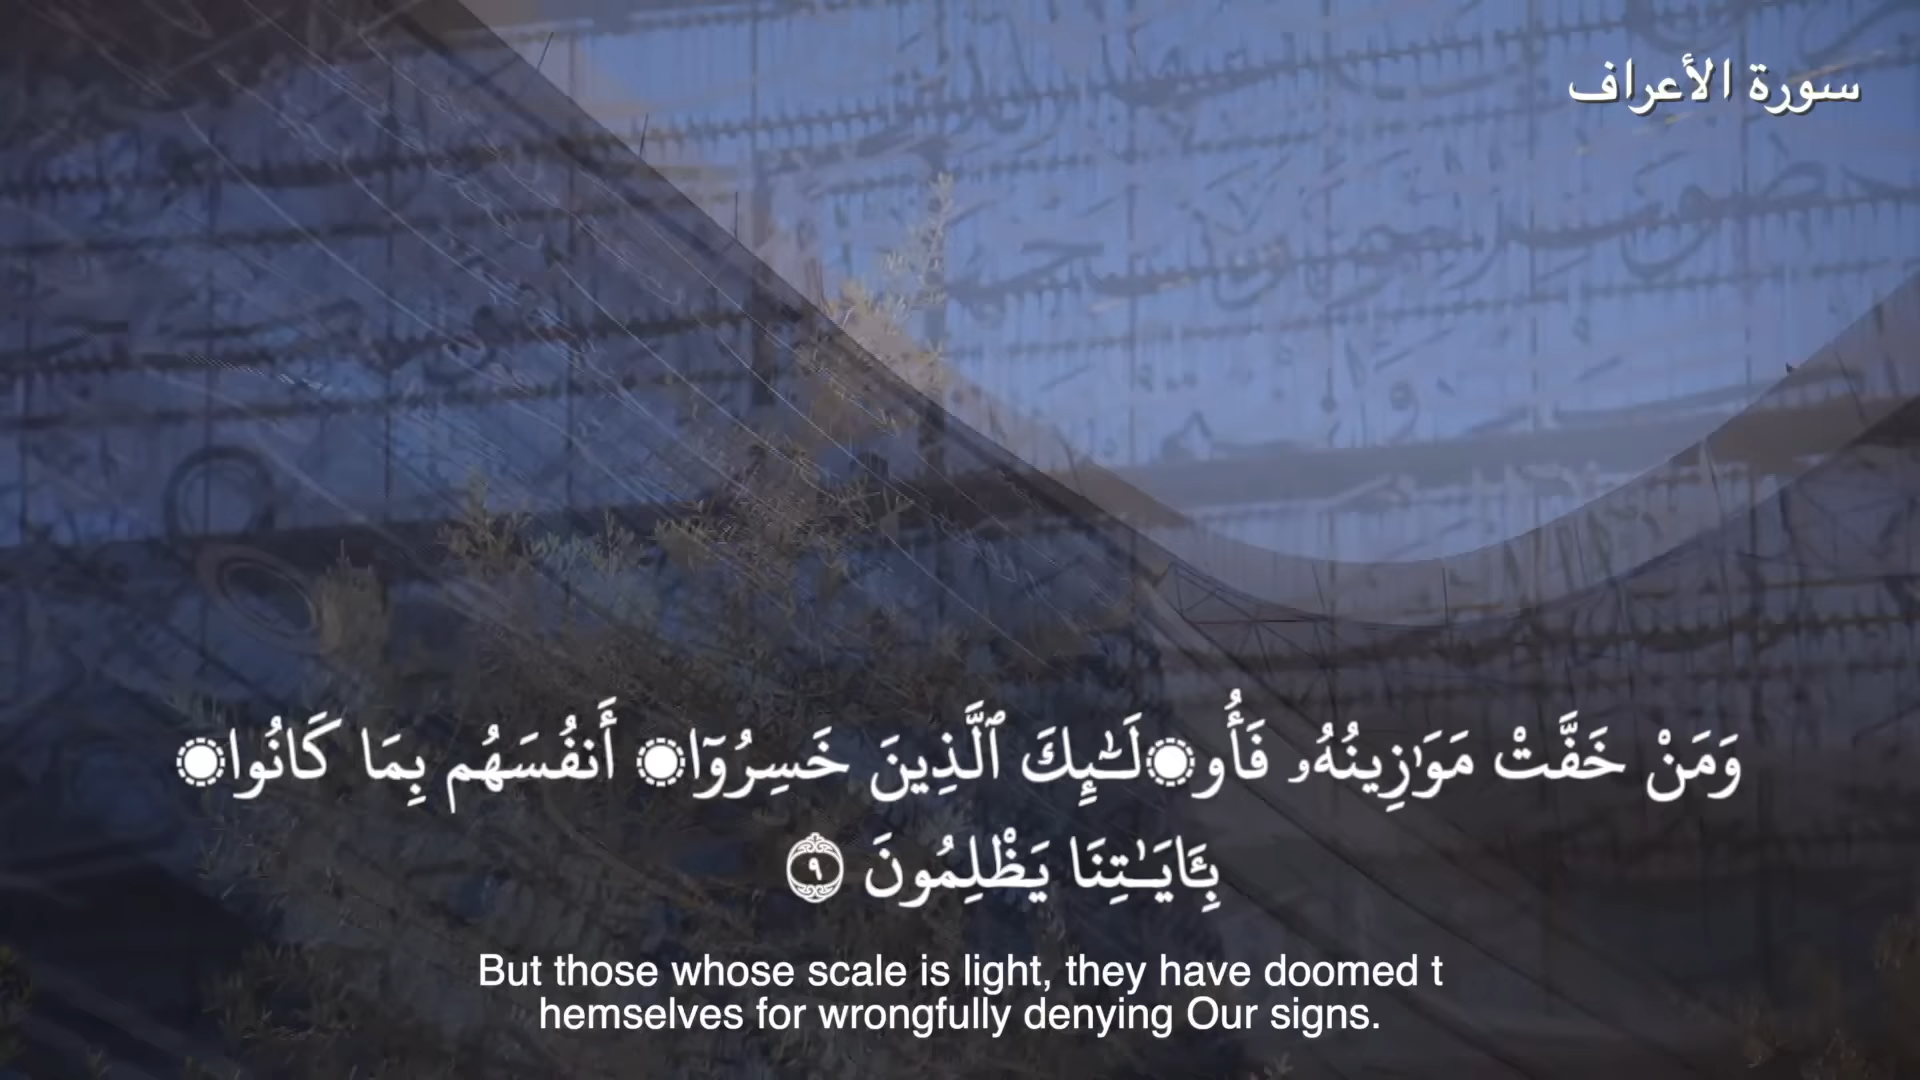 سورة الأعراف
وَمَنْ خَفَّتْ مَوَٰزِينُهُۥ فَأُو۟لَـٰٓئِكَ ٱلَّذِينَ خَسِرُوٓا۟ أَنفُسَهُم بِمَا كَانُوا۟
بِـَٔايَـٰتِنَا يَظْلِمُونَ ٩
But those whose scale is light, they have doomed t
hemselves for wrongfully denying Our signs.